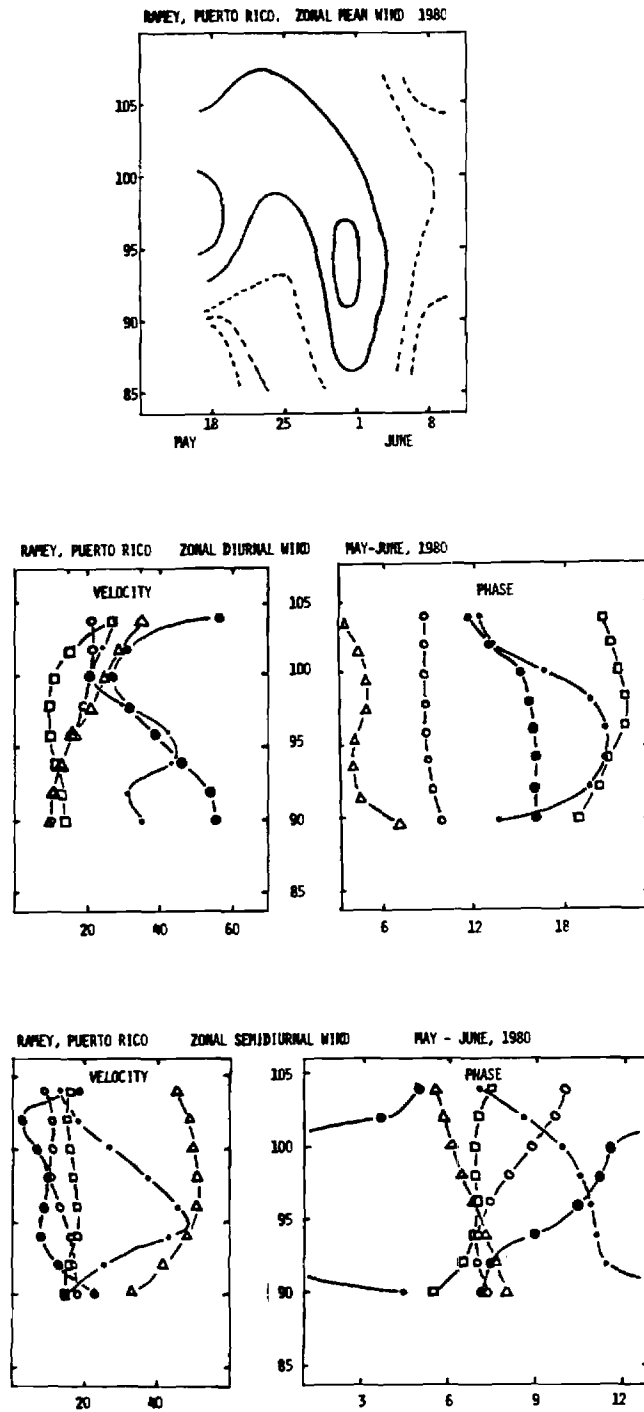 RAMEY, PUERTO RICO. ZONAL MEAN WIND 1980
105
100
95
90
85
18 25 1 8
MAY JUNE
RAMEY, PUERTO RICO ZONAL DIURNAL WIND MAY-JUNE, 1980
VELOCITY PHASE
105
100
95
90
85
20 40 60 6 12 18
RAMEY, PUERTO RICO ZONAL SEMIDIURNAL WIND MAY - JUNE, 1980
VELOCITY PHASE
105
100
95
90
85
20 40 3 6 9 12